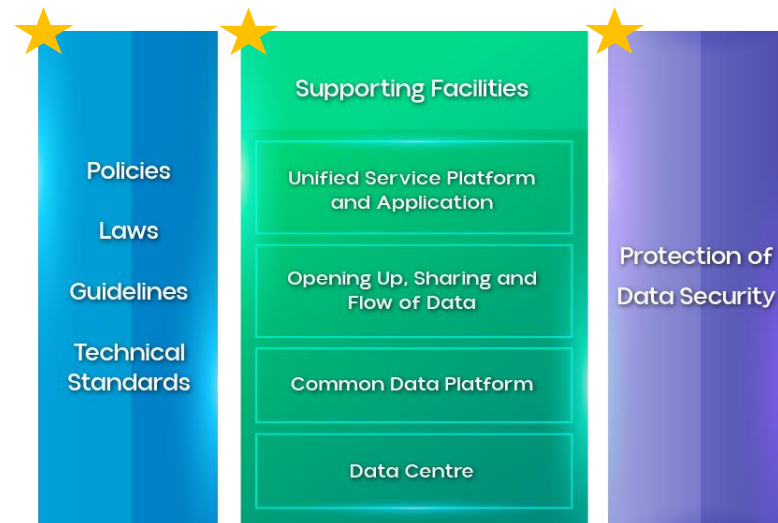 Policies
Laws
Guidelines
Technical
Standards
Supporting Facilities
Unified Service Platform
and Application
Opening Up, Sharing and
Flow of Data
Common Data Platform
Data Centre
Protection of
Data Security